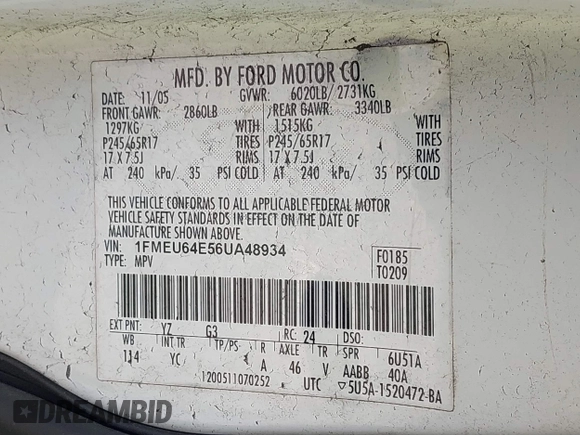 MFD. BY FORD MOTOR CO.
DATE: 11/05 GVWR: 6020LB/ 2731KG
FRONT GAWR: 2860LB REAR GAWR: 3340LB
1297KG 1515KG
P245/65R17 TIRES P245/65R17 TIRES
17 X 7.5J RIMS 17 X 7.5J RIMS
AT 240 kPa/ 35 PSI COLD AT 240 kPa/ 35 PSI COLD
THIS VEHICLE CONFORMS TO ALL APPLICABLE FEDERAL MOTOR
VEHICLE SAFETY STANDARDS IN EFFECT ON THE DATE OF
MANUFACTURE SHOWN ABOVE.
VIN: 1FMEU64E56UA48934
TYPE: MPV
F0185
T0209
EXT PNT: YZ G3 RC: 24 DSO:
WB INT TR TP/PS R AXLE TR SPR 6U51A
114 YC A 46 V AABB 40A
1200511070252 UTC 5U5A-1520472-BA
DREAMBID